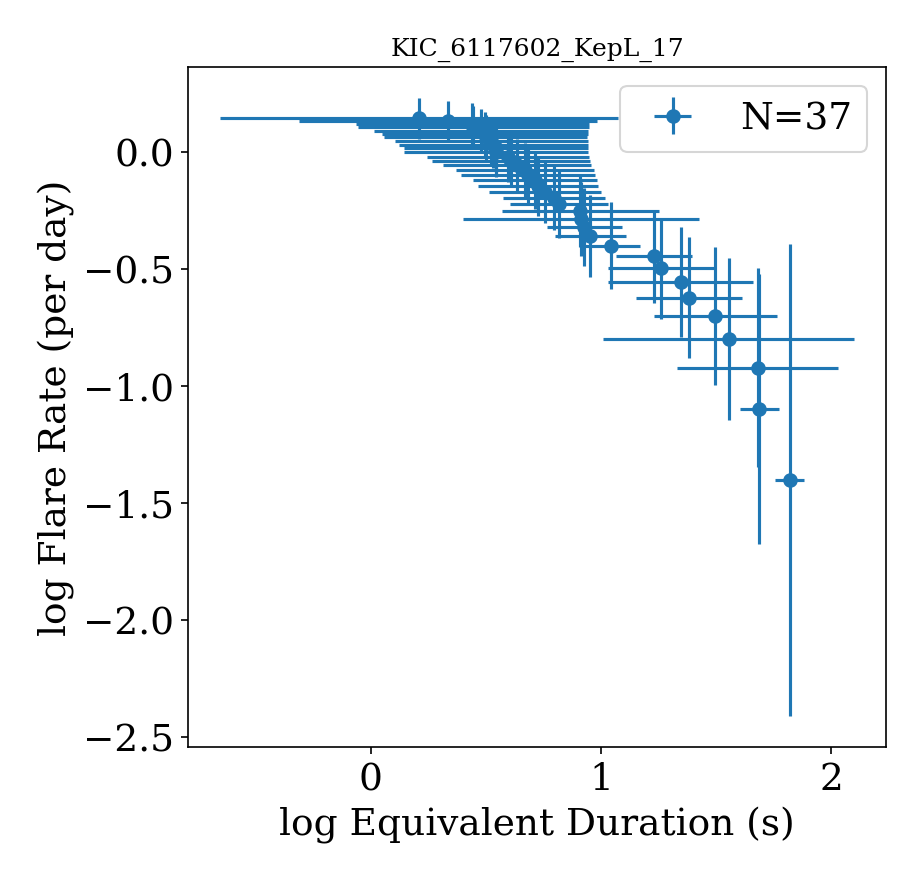 KIC_6117602_KepL_17
N=37
0.0
−0.5
−1.0
−1.5
−2.0
−2.5
log Flare Rate (per day)
0 1 2
log Equivalent Duration (s)